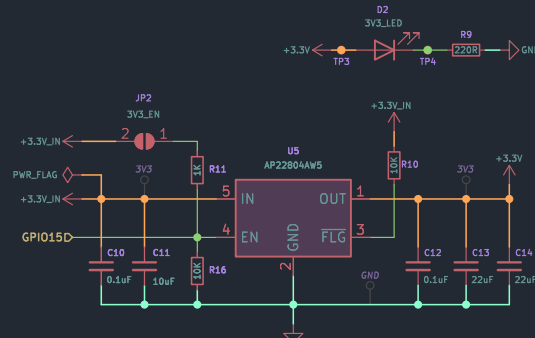 D2
3V3_LED
R9
+3.3V
220R
GND
TP3
TP4
JP2
3V3_EN
+3.3V_IN
2
1
+3.3V_IN
U5
AP22804AW5
PWR_FLAG
3V3
1K
R11
10K
R10
3V3
+3.3V
+3.3V_IN
5
IN
OUT
1
GPIO15
4
EN
GND
FLG
3
2
C10
0.1uF
C11
10uF
10K
R16
GND
C12
0.1uF
C13
22uF
C14
22uF